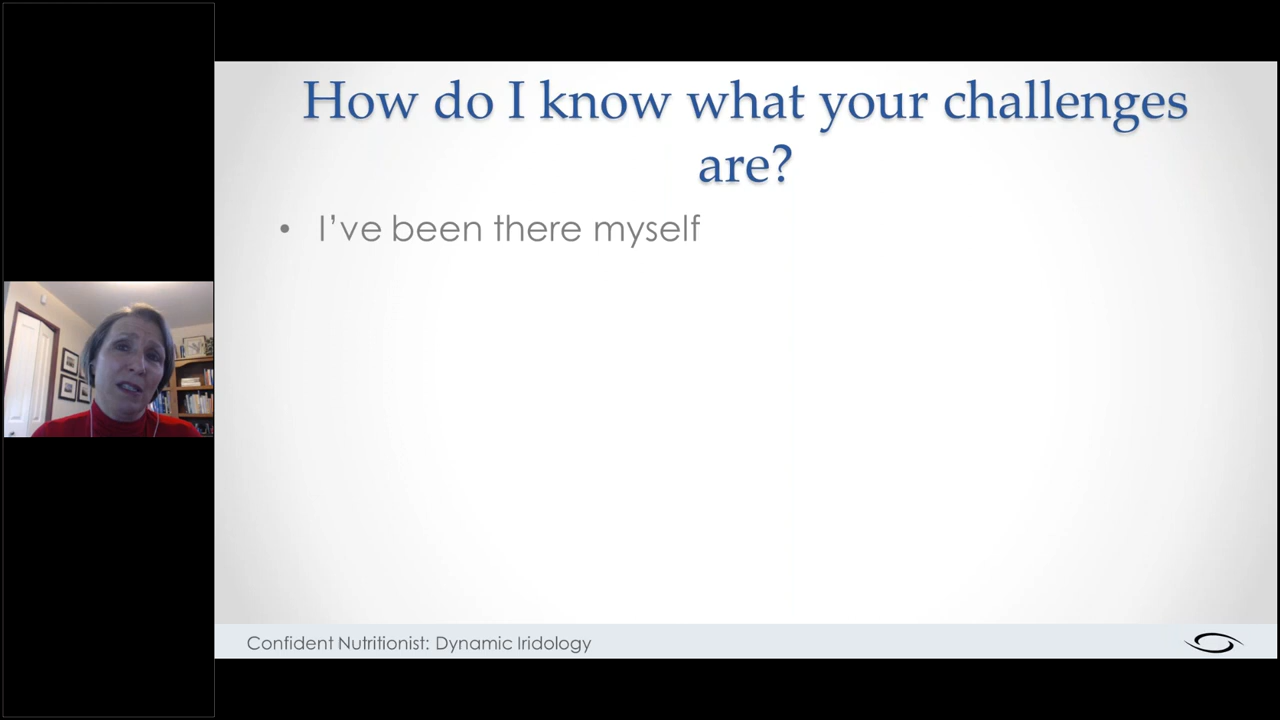 How do I know what your challenges
are?
• I’ve been there myself
Confident Nutritionist: Dynamic Iridology